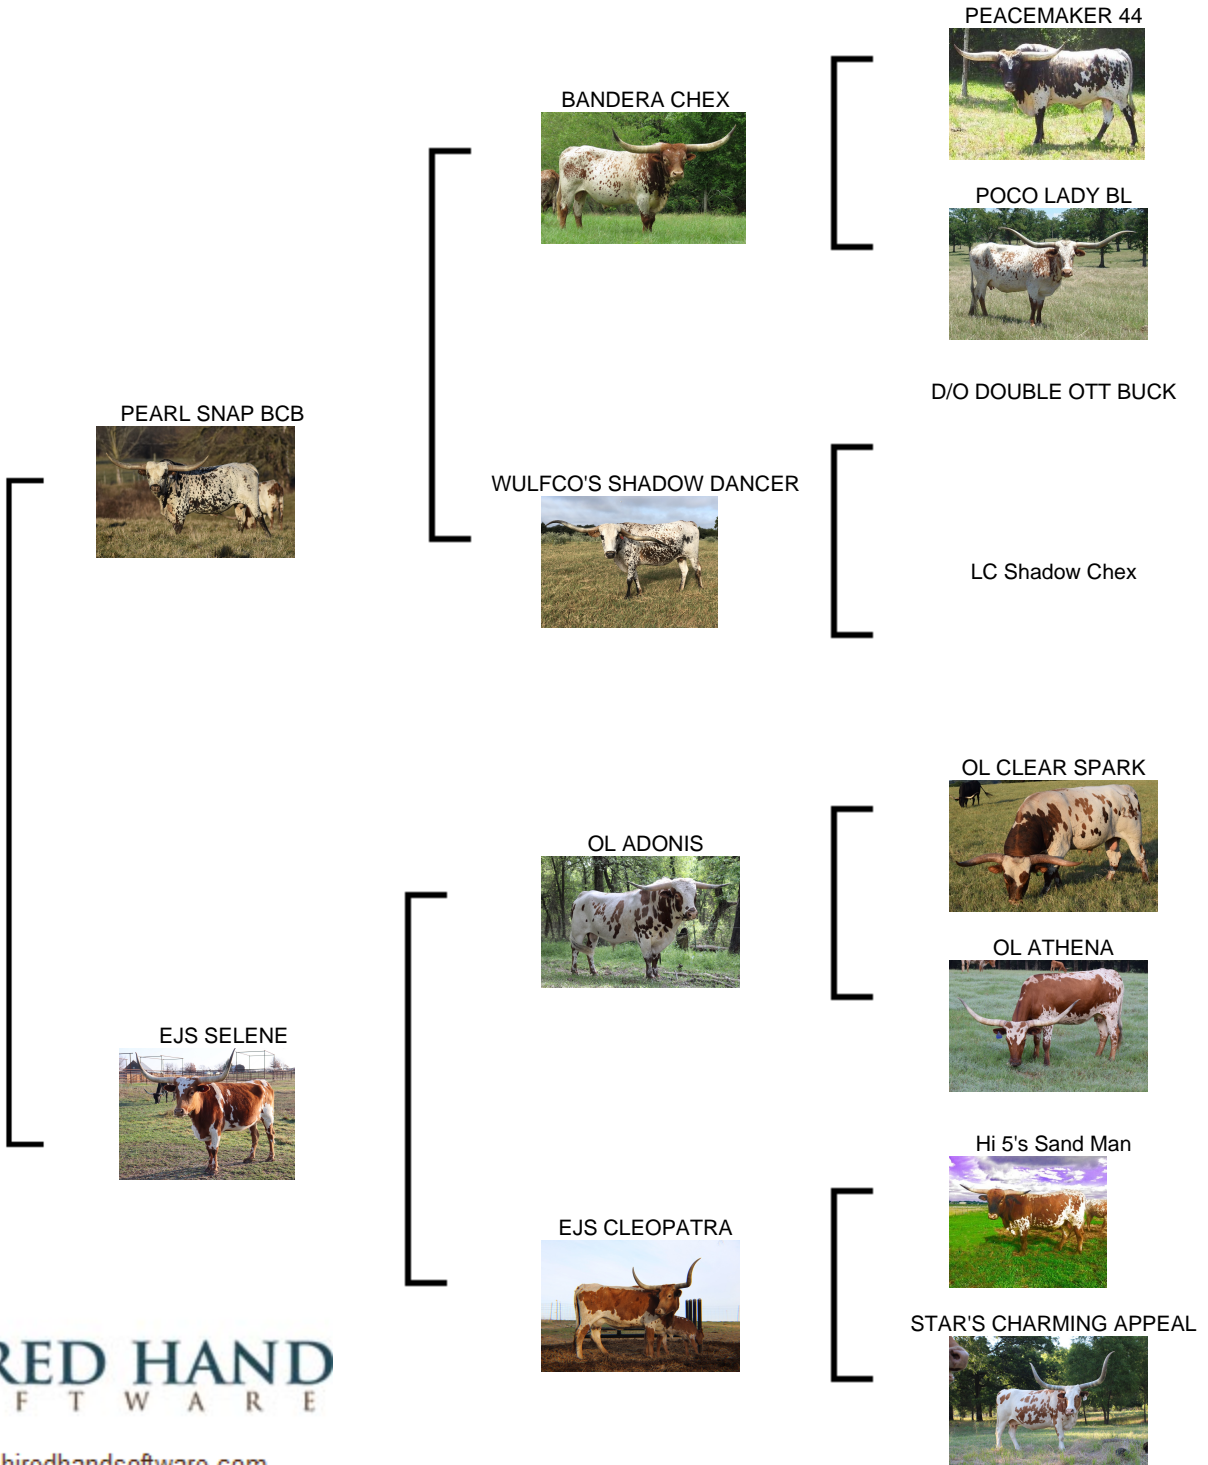 PEACEMAKER 44
BANDERA CHEX
POCO LADY BL
D/O DOUBLE OTT BUCK
PEARL SNAP BCB
WULFCO'S SHADOW DANCER
LC Shadow Chex
OL CLEAR SPARK
OL ADONIS
OL ATHENA
EJS SELENE
Hi 5's Sand Man
EJS CLEOPATRA
STAR'S CHARMING APPEAL
RED HAND
F T W A R E
hiredhandsoftware.com